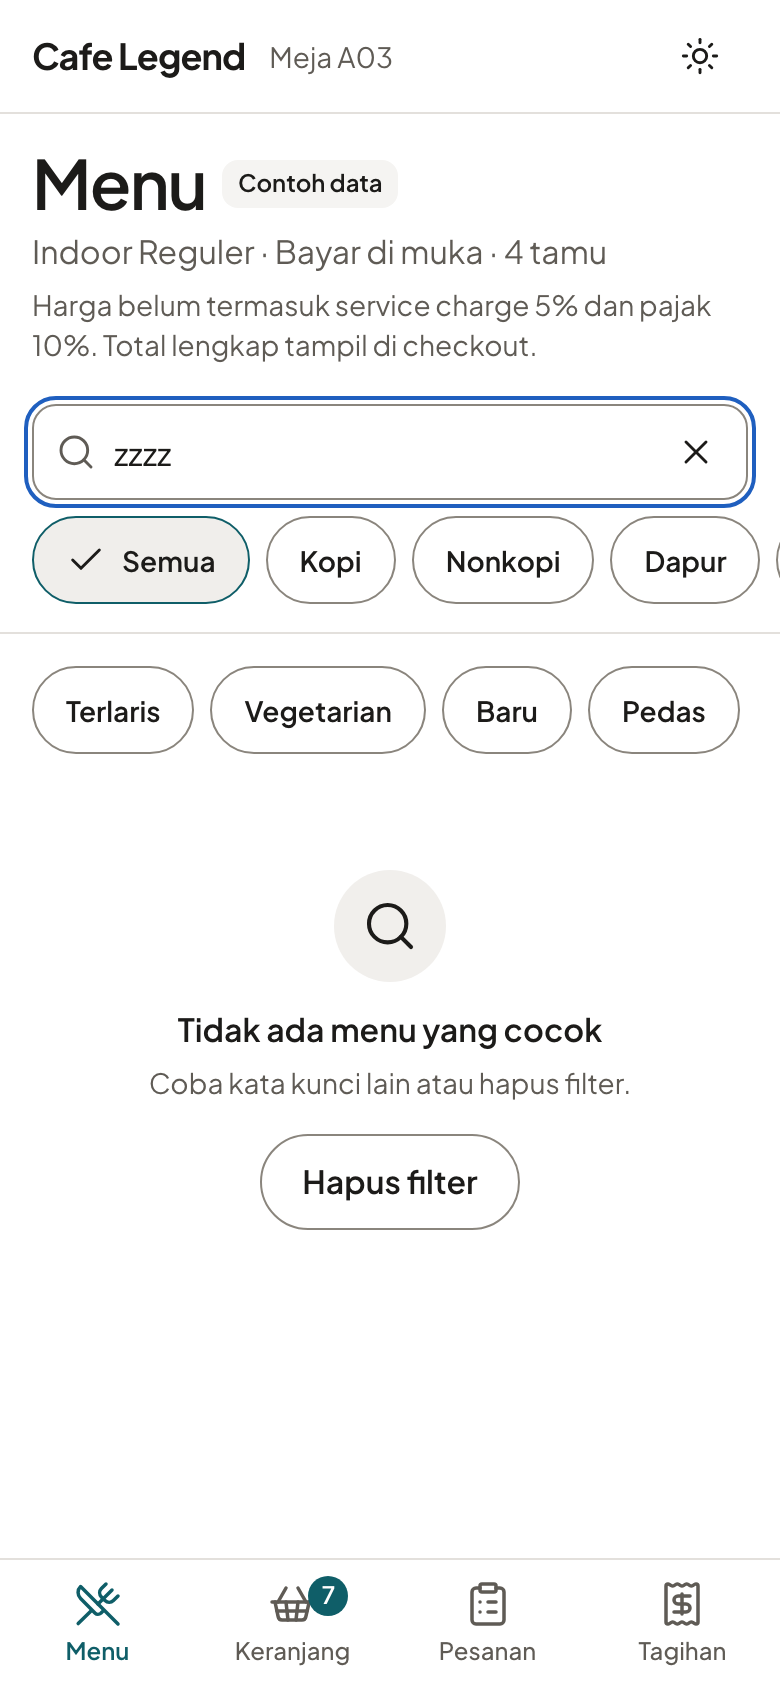 Cafe Legend Meja A03
Menu Contoh data
Indoor Reguler · Bayar di muka · 4 tamu
Harga belum termasuk service charge 5% dan pajak
10%. Total lengkap tampil di checkout.
zzzz
Semua Kopi Nonkopi Dapur
Terlaris Vegetarian Baru Pedas
Tidak ada menu yang cocok
Coba kata kunci lain atau hapus filter.
Hapus filter
7
Menu Keranjang Pesanan Tagihan